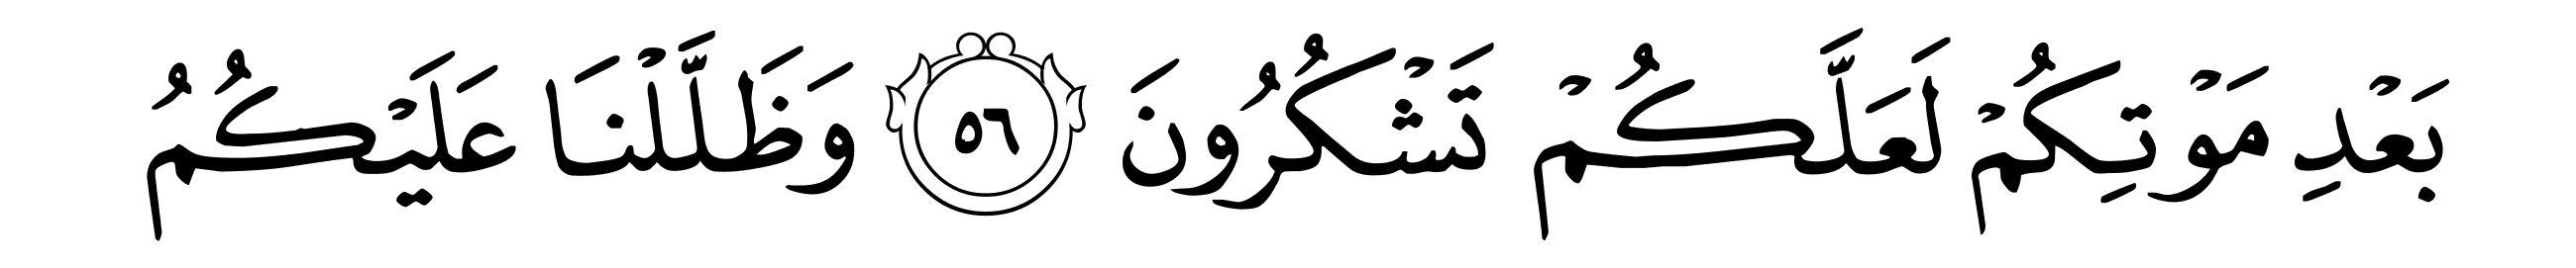 بَعْدِ مَوْتِكُمْ لَعَلَّكُمْ تَشْكُرُونَ ٥٦ وَظَلَّلْنَا عَلَيْكُمُ